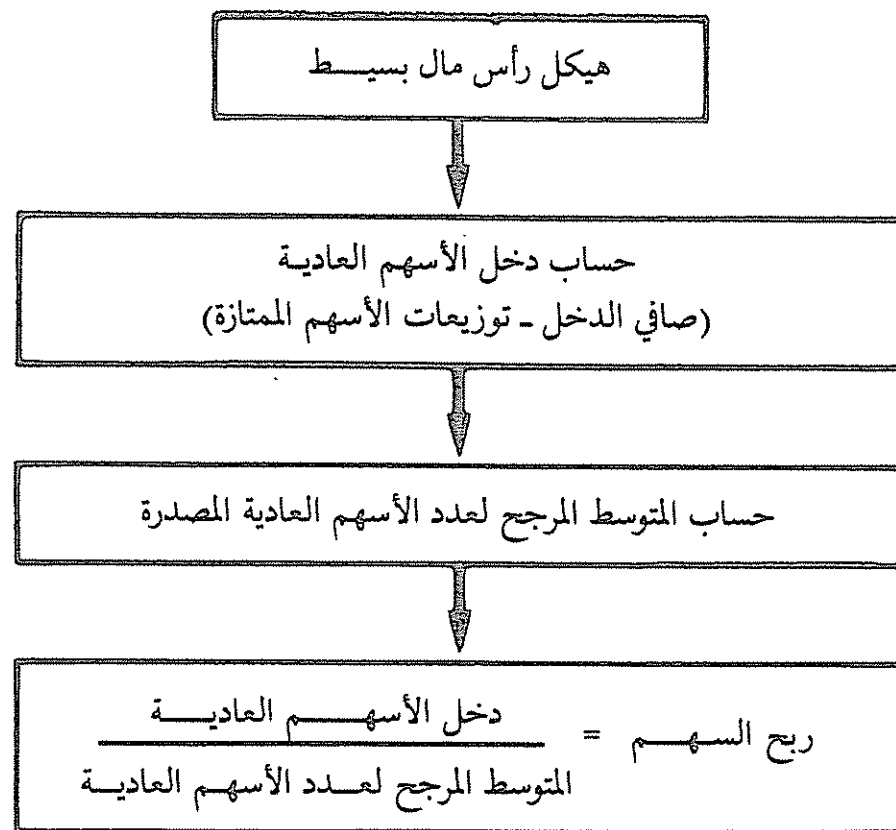 هيكل رأس مال بسيط
حساب دخل الأسهم العادية
(صافي الدخل - توزيعات الأسهم الممتازة)
حساب المتوسط المرجح لعدد الأسهم العادية المصدرة
ربح السهم = دخل الأسهم العادية
المتوسط المرجح لعدد الأسهم العادية